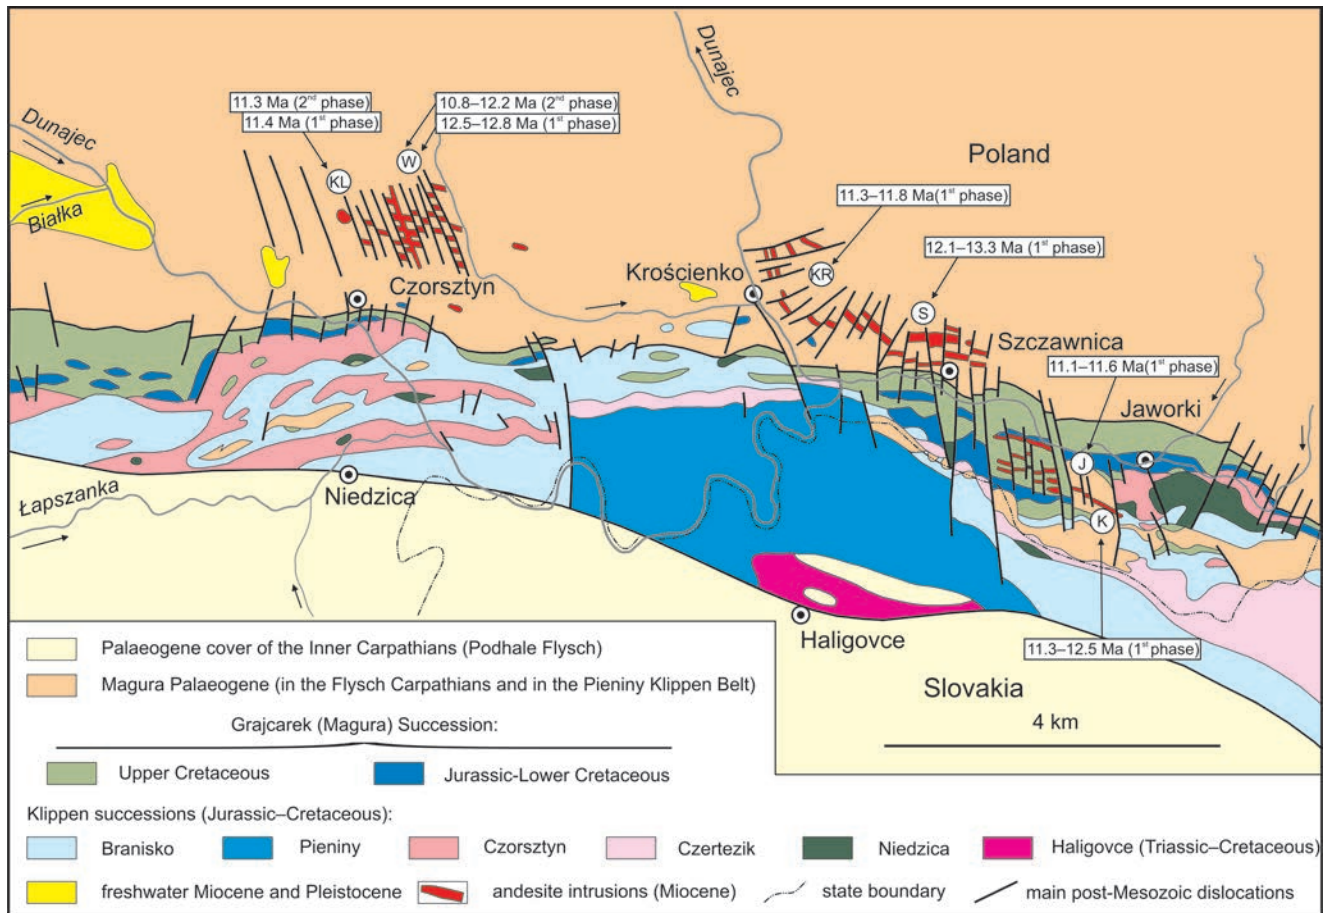 Dunajec
11.3 Ma (2nd phase)
11.4 Ma (1st phase)
10.8–12.2 Ma (2nd phase)
12.5–12.8 Ma (1st phase)
Dunajec
Poland
W
KL
Białka
11.3–11.8 Ma(1st phase)
12.1–13.3 Ma (1st phase)
Krościenko
KR
Czorsztyn
S
Szczawnica
11.1–11.6 Ma(1st phase)
Jaworki
J
Niedzica
Łapszanka
K
Haligovce
11.3–12.5 Ma (1st phase)
Slovakia
4 km
Palaeogene cover of the Inner Carpathians (Podhale Flysch)
Magura Palaeogene (in the Flysch Carpathians and in the Pieniny Klippen Belt)
Grajcarek (Magura) Succession:
Upper Cretaceous
Jurassic-Lower Cretaceous
Klippen successions (Jurassic–Cretaceous):
Branisko
Pieniny
Czorsztyn
Czertezik
Niedzica
Haligovce (Triassic–Cretaceous)
freshwater Miocene and Pleistocene
andesite intrusions (Miocene)
state boundary
main post-Mesozoic dislocations